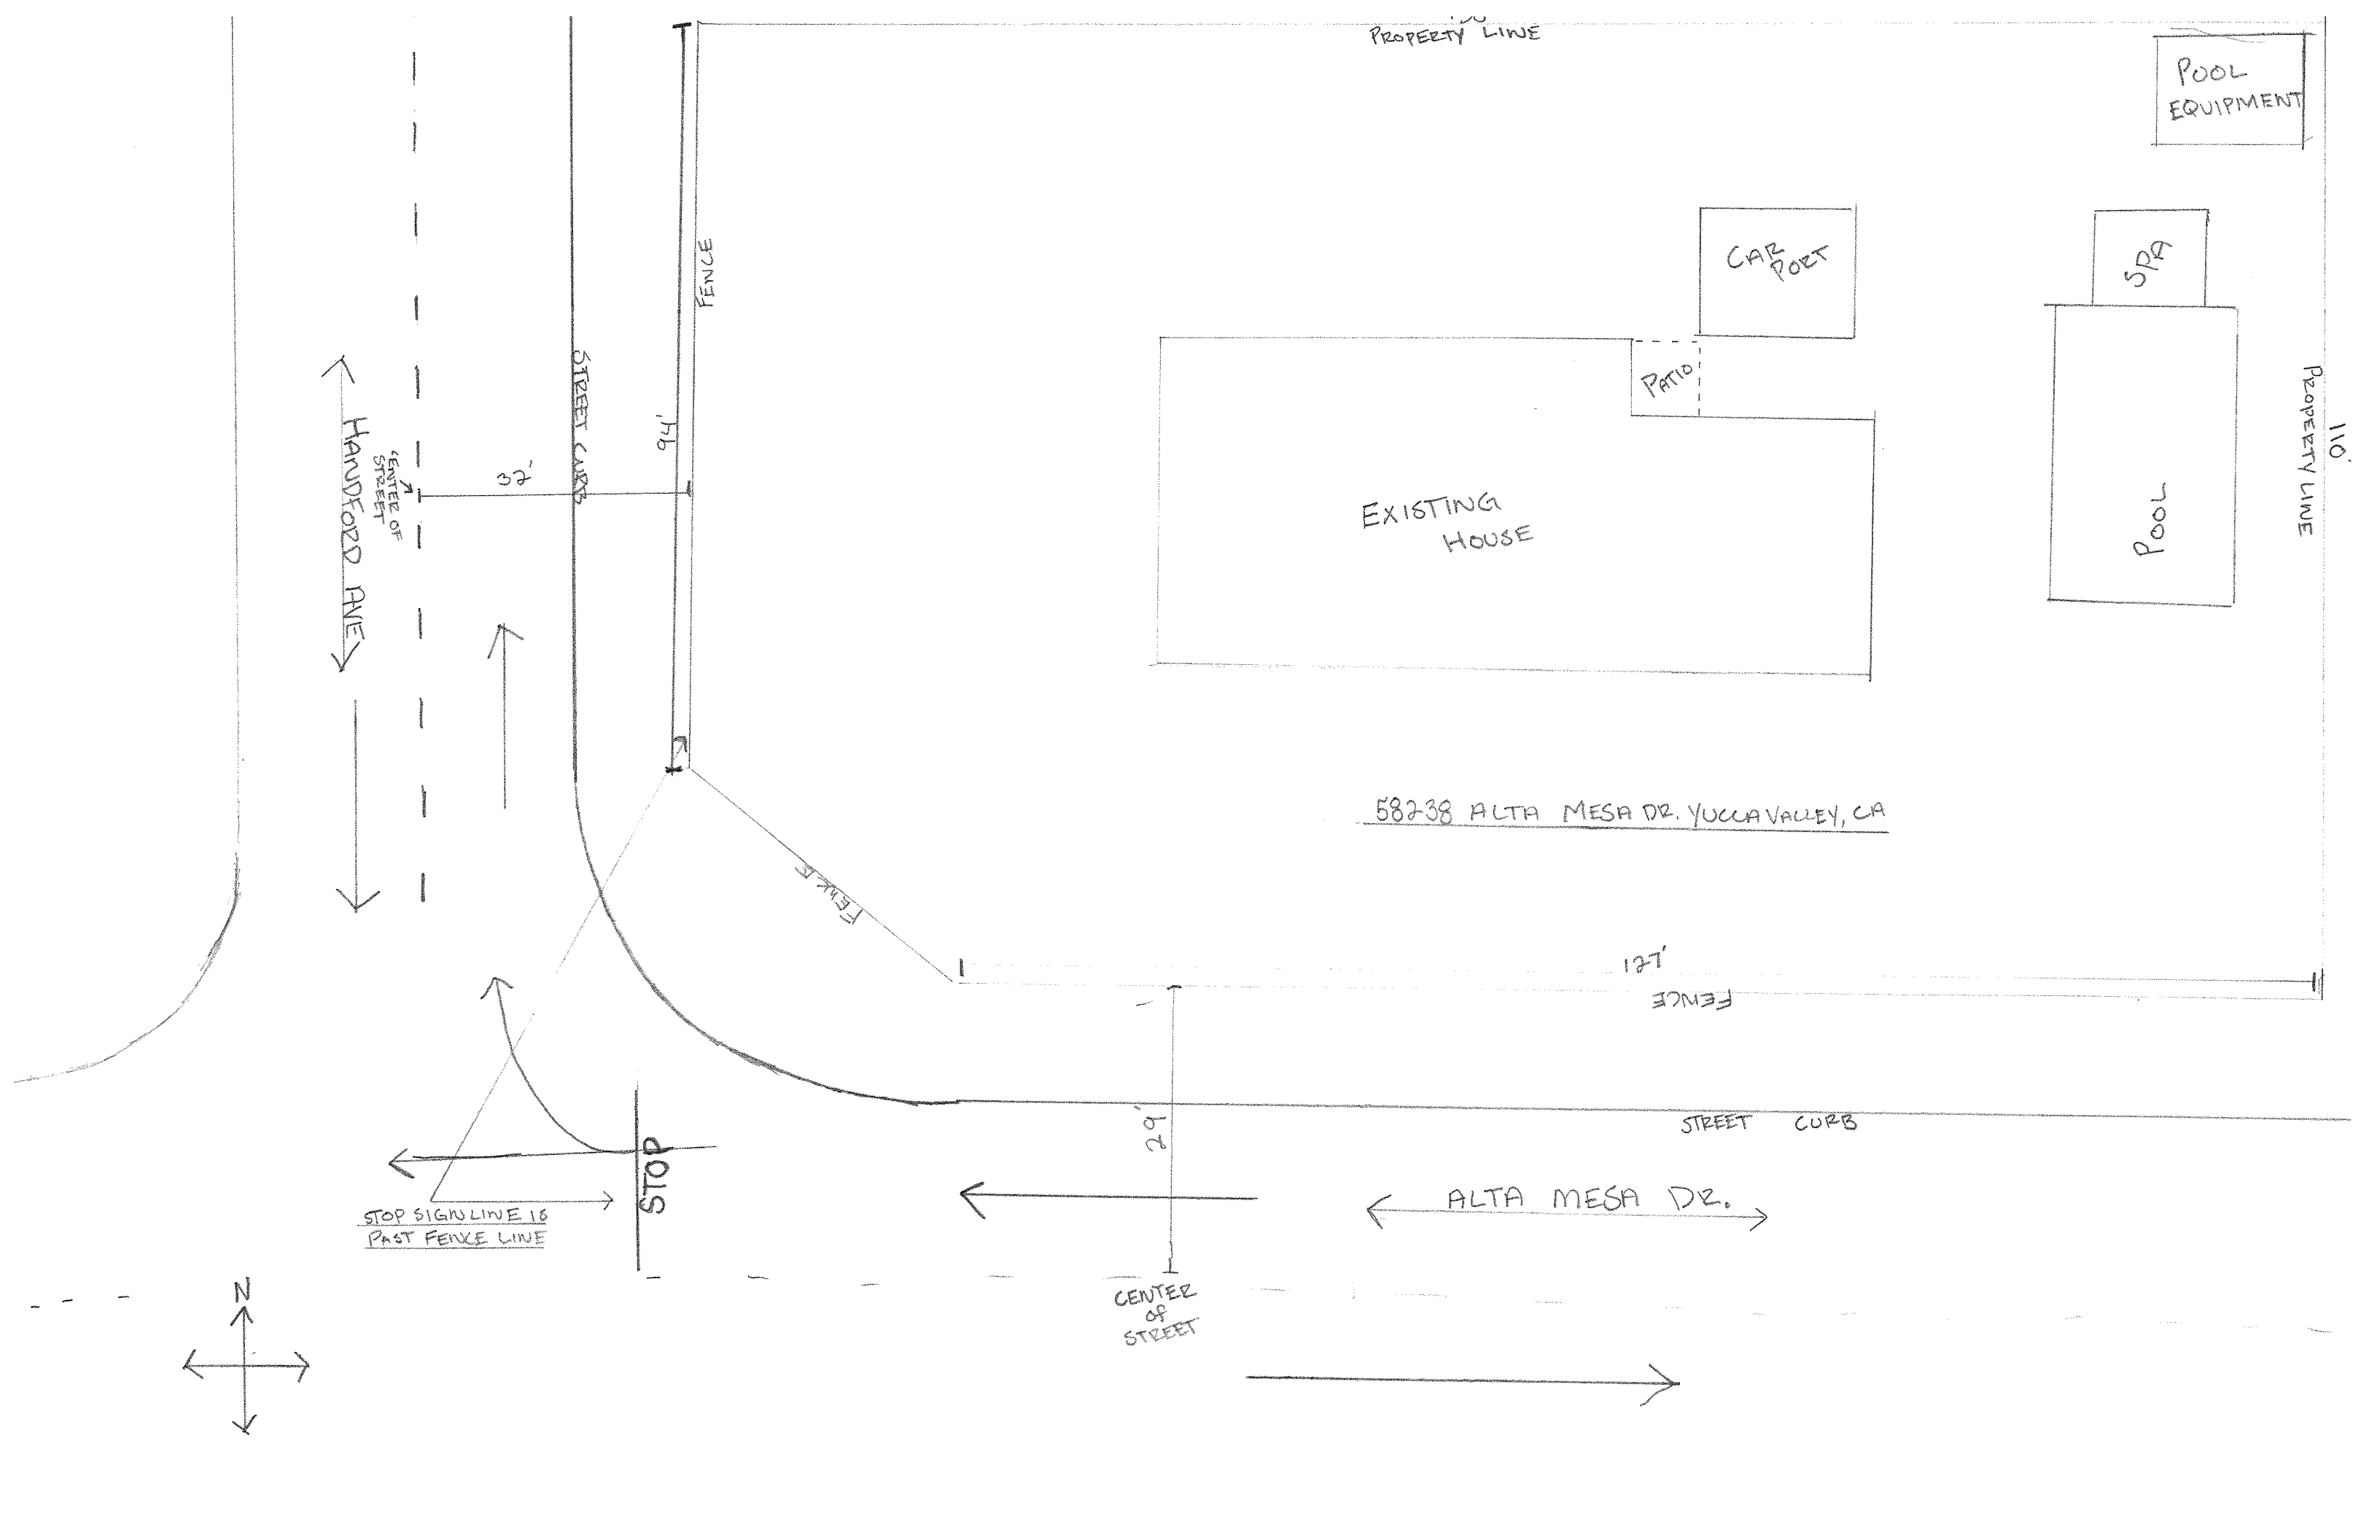 PROPERTY LINE
POOL
EQUIPMENT
FENCE
CAR
PORT
SPA
STREET CURB
PATIO
94'
HANDFORD AVE
CENTER OF
STREET
32'
EXISTING
HOUSE
POOL
PROPERTY LINE
110'
58238 ALTA MESA DR. YUCCA VALLEY, CA
FENCE
127'
FENCE
29'
STREET CURB
STOP
ALTA MESA DR.
STOP SIGN LINE IS
PAST FENCE LINE
CENTER
of
STREET
N